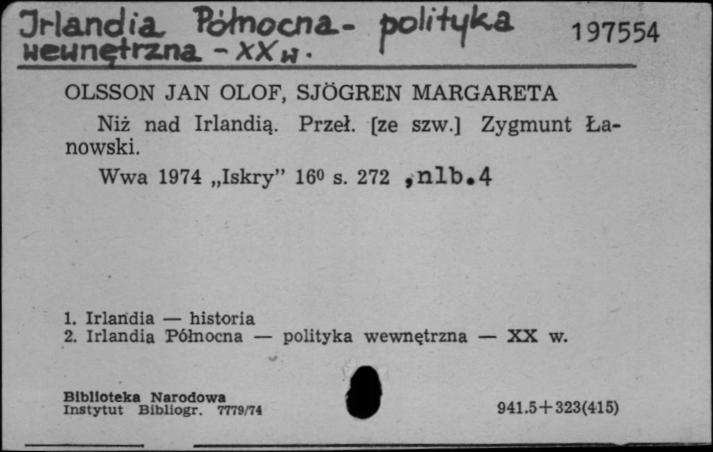 Irlandia Północna - polityka
wewnętrzna - XX w.
197554
OLSSON JAN OLOF, SJÖGREN MARGARETA
Niż nad Irlandią. Przeł. [ze szw.] Zygmunt Ła-
nowski.
Wwa 1974 „Iskry” 16⁰ s. 272 ,nlb.4
1. Irlandia — historia
2. Irlandia Północna — polityka wewnętrzna — XX w.
Biblioteka Narodowa
Instytut Bibliogr. 7779/74
941.5+323(415)